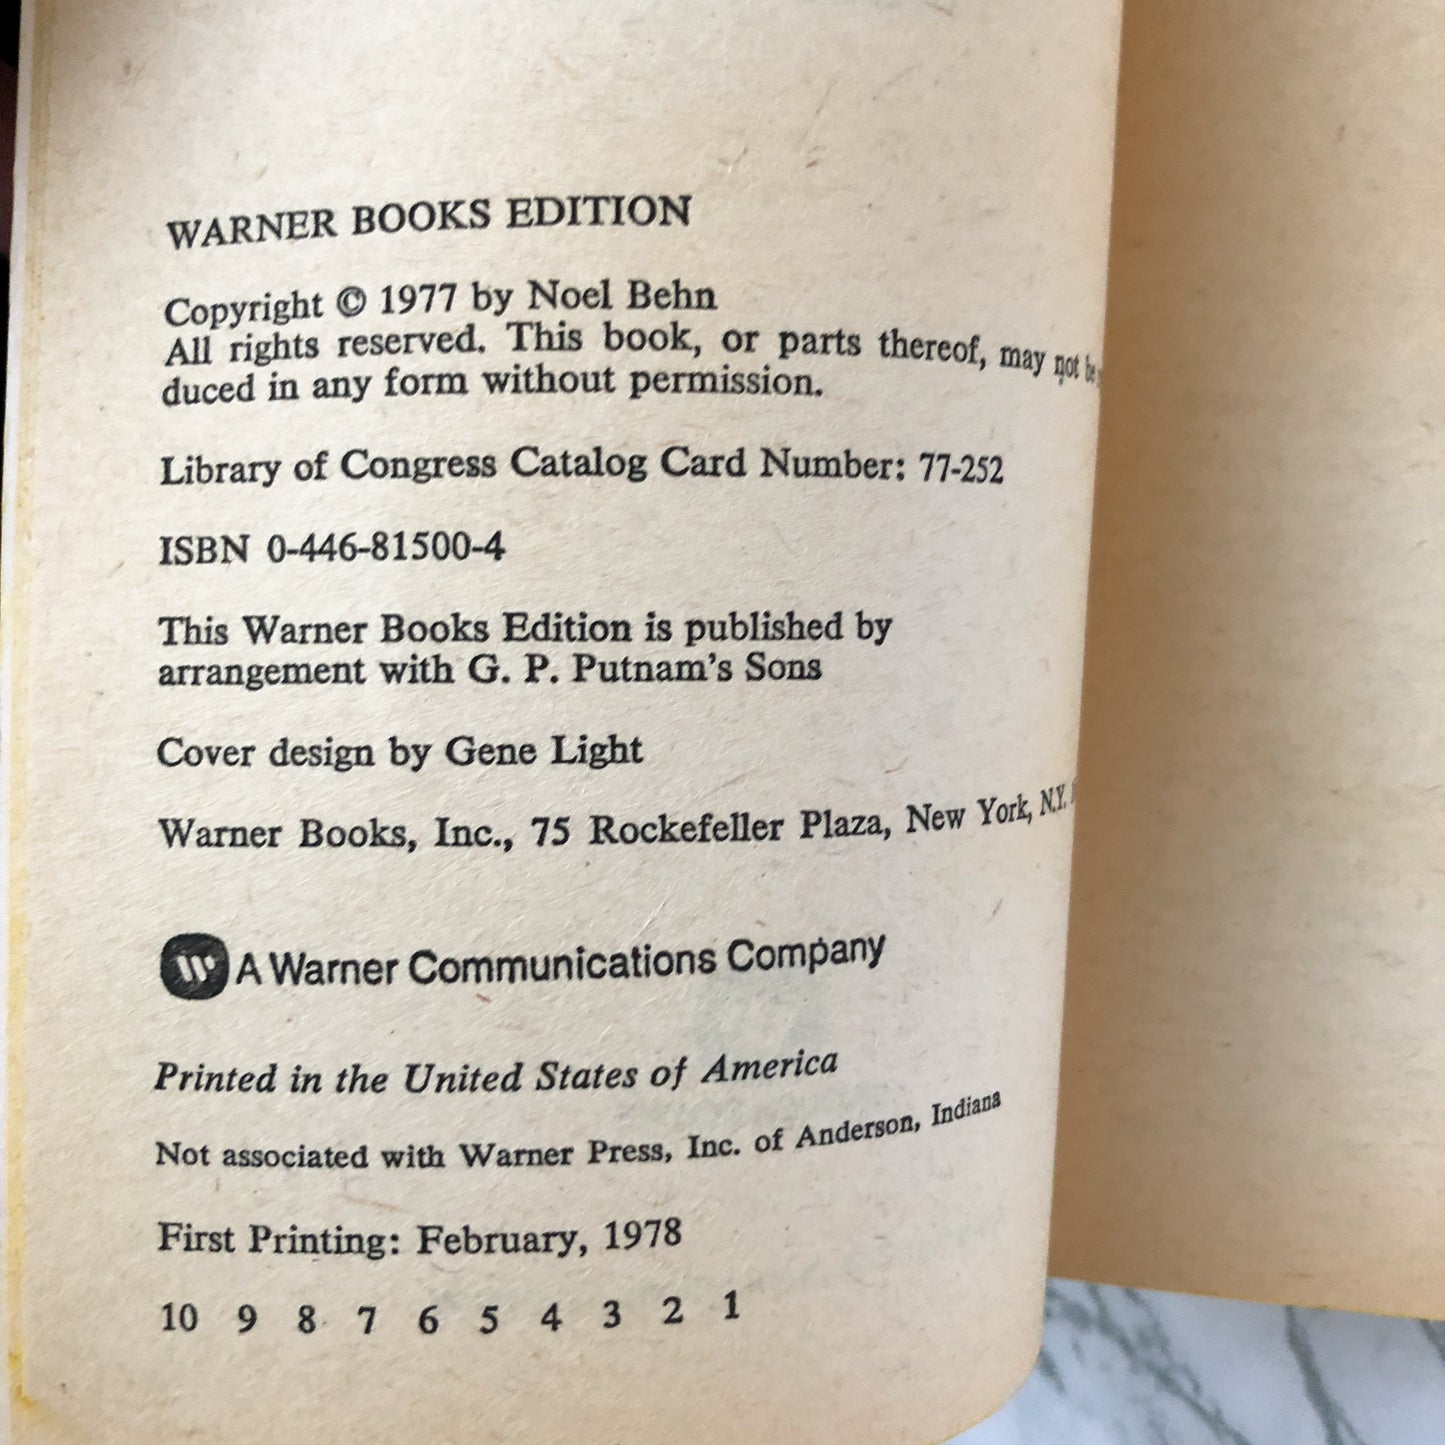 WARNER BOOKS EDITION
Copyright © 1977 by Noel Behn
All rights reserved. This book, or parts thereof, may not be
duced in any form without permission.
Library of Congress Catalog Card Number: 77-252
ISBN 0-446-81500-4
This Warner Books Edition is published by
arrangement with G. P. Putnam's Sons
Cover design by Gene Light
Warner Books, Inc., 75 Rockefeller Plaza, New York, N.Y.
W A Warner Communications Company
Printed in the United States of America
Not associated with Warner Press, Inc. of Anderson, Indiana
First Printing: February, 1978
10 9 8 7 6 5 4 3 2 1